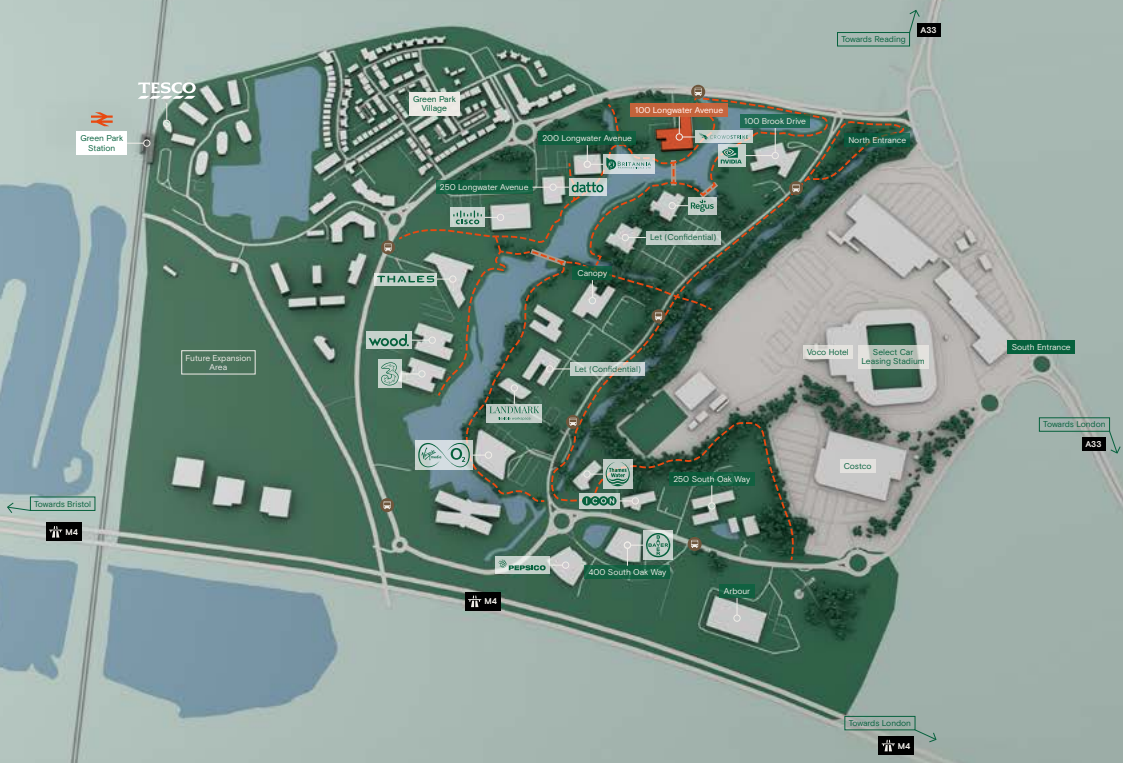 A33
Towards Reading
TESCO
Green Park
Village
100 Longwater Avenue
Green Park
Station
100 Brook Drive
CROWDSTRIKE
200 Longwater Avenue
North Entrance
NVIDIA
BRITANNIA
250 Longwater Avenue
datto
Regus
CISCO
Let (Confidential)
Canopy
THALES
wood.
South Entrance
Voco Hotel
Select Car
Leasing Stadium
Future Expansion
Area
Let (Confidential)
3
LANDMARK
Towards London
A33
Virgin media
O2
Costco
Thames
Water
250 South Oak Way
ICON
Towards Bristol
M4
BAYER
BAYER
PEPSICO
400 South Oak Way
Arbour
M4
Towards London
M4